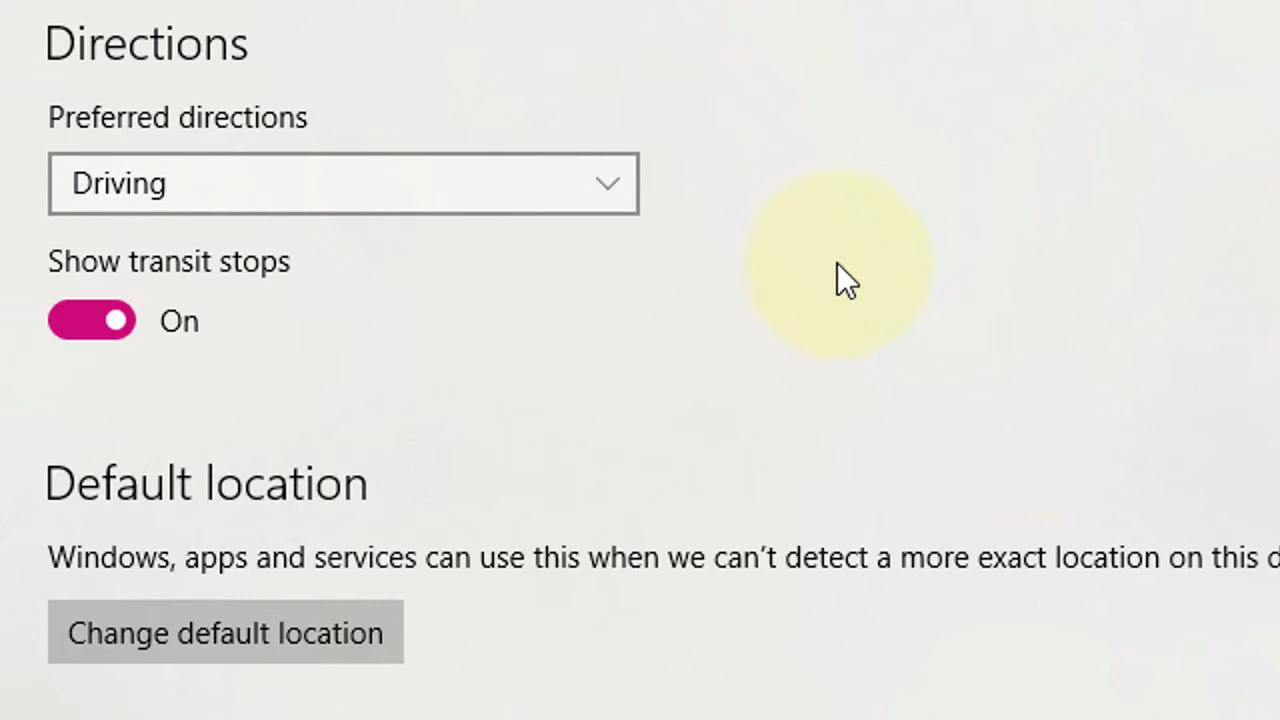 Directions
Preferred directions
Driving
Show transit stops
On
Default location
Windows, apps and services can use this when we can't detect a more exact location on this
Change default location